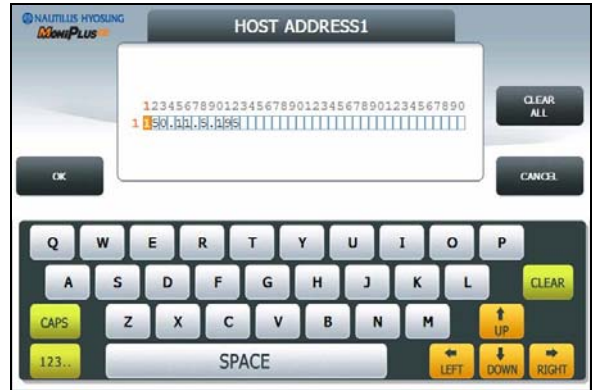 NAUTILUS HYOSUNG
MONIPLUS
HOST ADDRESS1
1234567890123456789012345678901234567890
1 150.11.5.195
CLEAR
ALL
OK
CANCEL
Q W E R T Y U I O P
A S D F G H J K L CLEAR
CAPS Z X C V B N M UP
123.. SPACE LEFT DOWN RIGHT